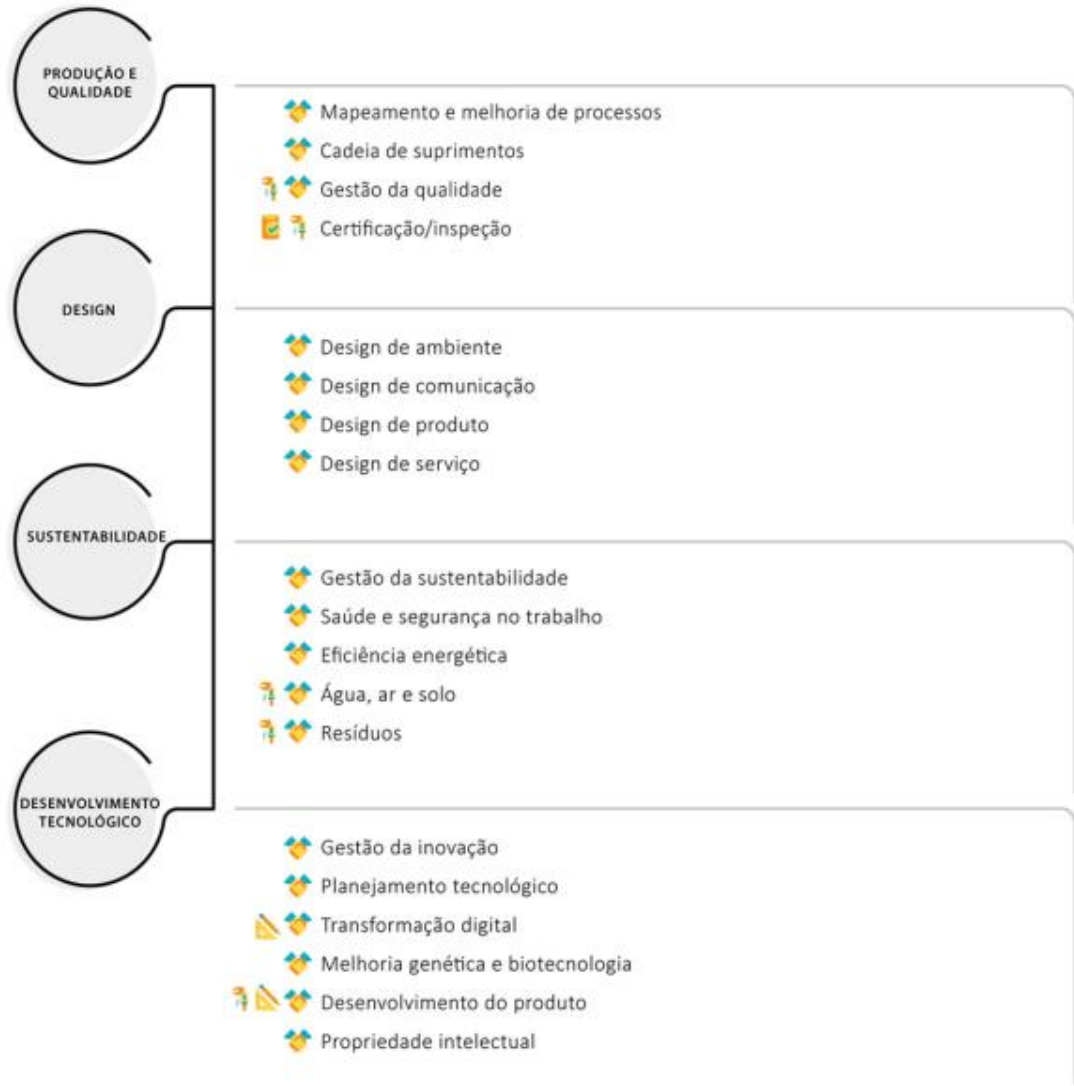 PRODUÇÃO E
QUALIDADE
Mapeamento e melhoria de processos
Cadeia de suprimentos
Gestão da qualidade
Certificação/inspeção
DESIGN
Design de ambiente
Design de comunicação
Design de produto
Design de serviço
SUSTENTABILIDADE
Gestão da sustentabilidade
Saúde e segurança no trabalho
Eficiência energética
Água, ar e solo
Resíduos
DESENVOLVIMENTO
TECNOLÓGICO
Gestão da inovação
Planejamento tecnológico
Transformação digital
Melhoria genética e biotecnologia
Desenvolvimento do produto
Propriedade intelectual